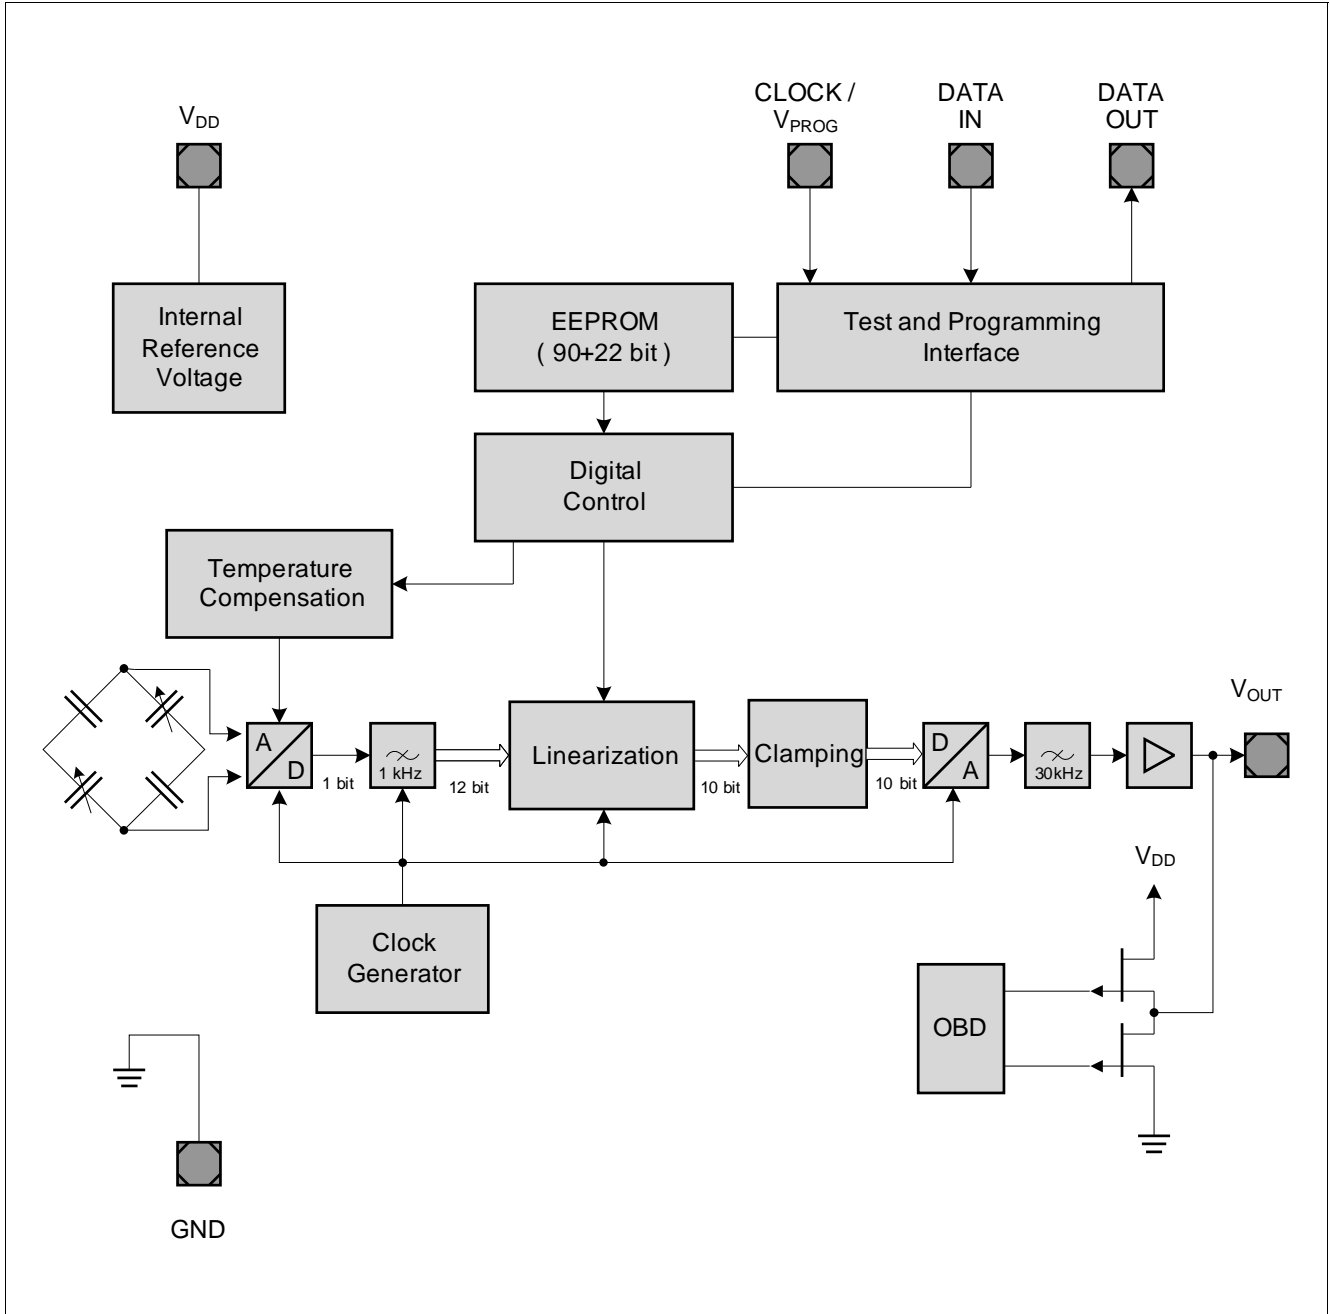 V_DD
CLOCK /
V_PROG
DATA
IN
DATA
OUT
Internal
Reference
Voltage
EEPROM
( 90+22 bit )
Test and Programming
Interface
Digital
Control
Temperature
Compensation
A
D
1 bit
1 kHz
12 bit
Linearization
10 bit
Clamping
10 bit
D
A
30kHz
V_OUT
Clock
Generator
V_DD
OBD
GND